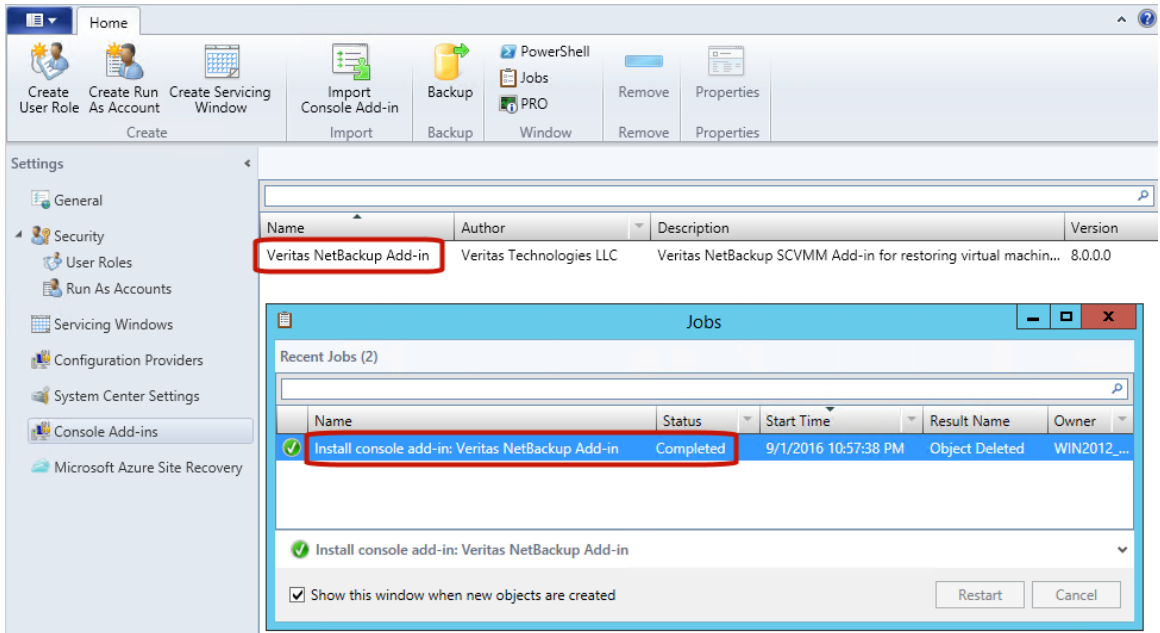 Home
Create User Role
Create Run As Account
Create Servicing Window
Create
Import Console Add-in
Import
Backup
Backup
PowerShell
Jobs
PRO
Window
Remove
Remove
Properties
Properties
Settings
General
Security
User Roles
Run As Accounts
Servicing Windows
Configuration Providers
System Center Settings
Console Add-ins
Microsoft Azure Site Recovery
Name Author Description Version
Veritas NetBackup Add-in Veritas Technologies LLC Veritas NetBackup SCVMM Add-in for restoring virtual machin... 8.0.0.0
Jobs
Recent Jobs (2)
Name Status Start Time Result Name Owner
Install console add-in: Veritas NetBackup Add-in Completed 9/1/2016 10:57:38 PM Object Deleted WIN2012_...
Install console add-in: Veritas NetBackup Add-in
Show this window when new objects are created
Restart Cancel